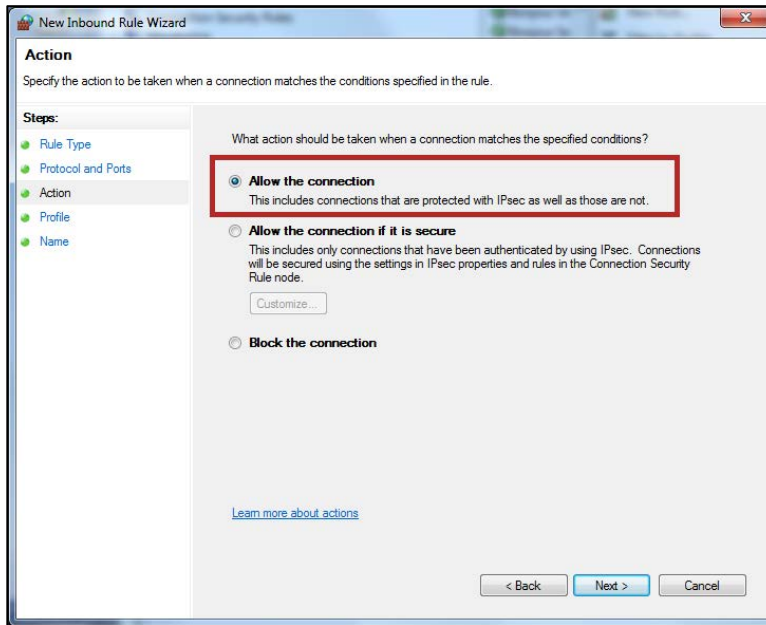 New Inbound Rule Wizard
Action
Specify the action to be taken when a connection matches the conditions specified in the rule.
Steps:
Rule Type
Protocol and Ports
Action
Profile
Name
What action should be taken when a connection matches the specified conditions?
Allow the connection
This includes connections that are protected with IPsec as well as those are not.
Allow the connection if it is secure
This includes only connections that have been authenticated by using IPsec. Connections
will be secured using the settings in IPsec properties and rules in the Connection Security
Rule node.
Customize...
Block the connection
Learn more about actions
< Back
Next >
Cancel